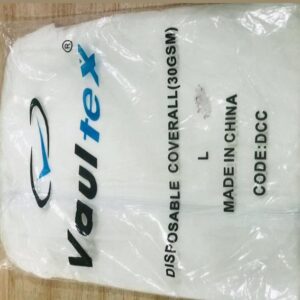 Vaultex®
DISPOSABLE COVERALL(30GSM)
L
MADE IN CHINA
CODE:DCC